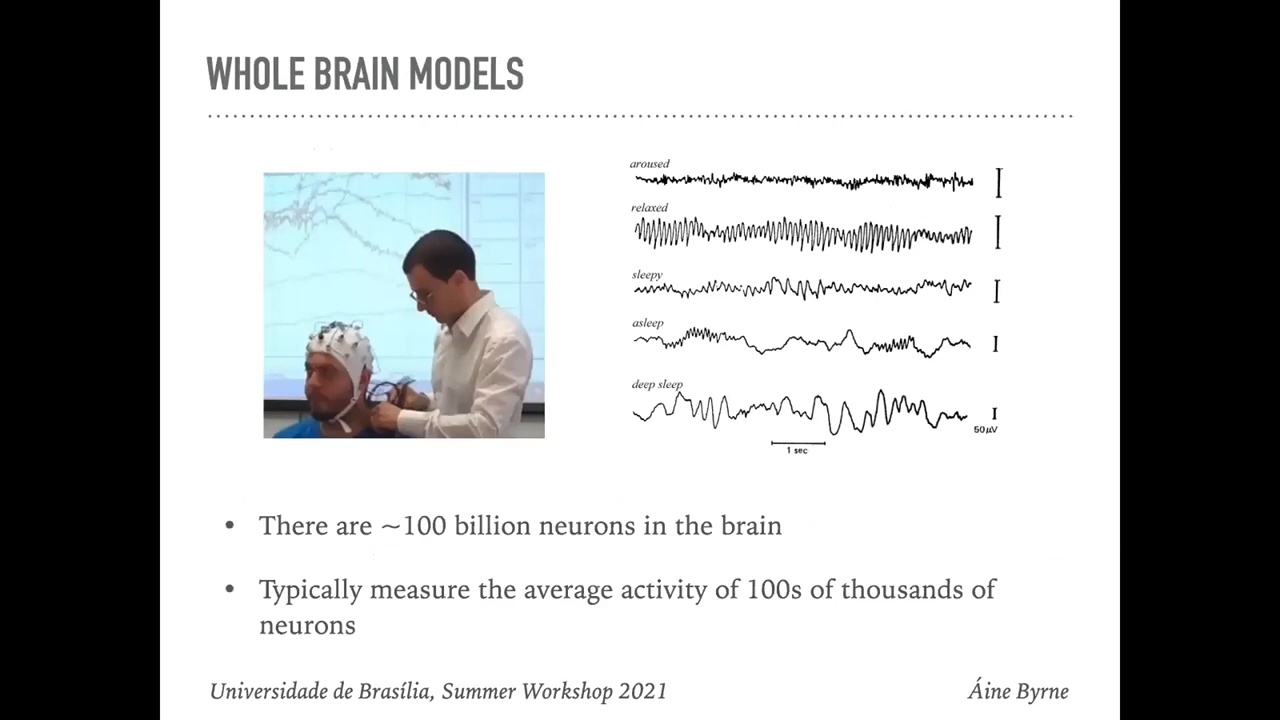 WHOLE BRAIN MODELS
aroused
relaxed
sleepy
asleep
deep sleep
50μV
1 sec
• There are ~100 billion neurons in the brain
• Typically measure the average activity of 100s of thousands of
neurons
Universidade de Brasília, Summer Workshop 2021
Áine Byrne